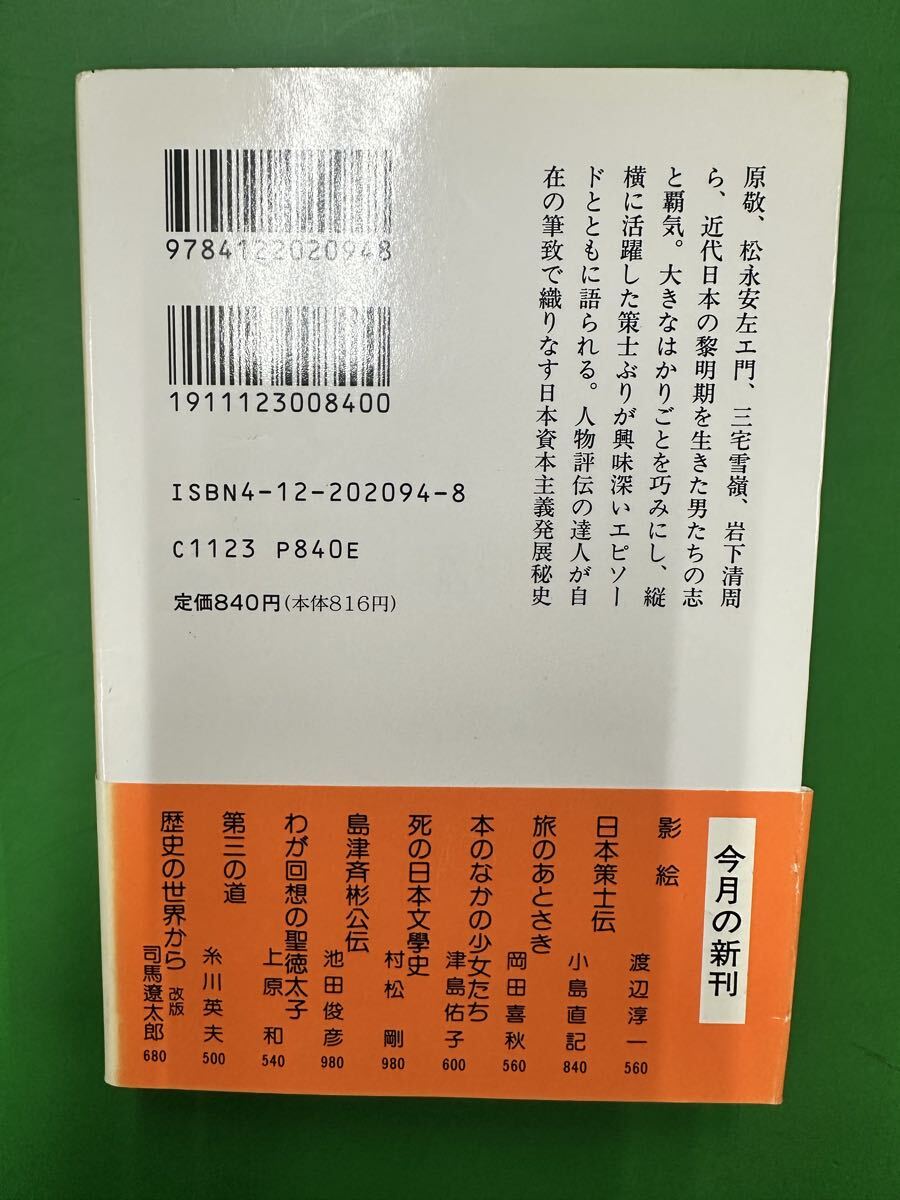 9784122020948
1911123008400
ISBN4-12-202094-8
C1123 P840E
定価840円(本体816円)
原敬、松永安左エ門、三宅雪嶺、岩下清周
ら、近代日本の黎明期を生きた男たちの志
と覇気。大きなはかりごとを巧みにし、縦
横に活躍した策士ぶりが興味深いエピソー
ドとともに語られる。人物評伝の達人が自
在の筆致で織りなす日本資本主義発展秘史
今月の新刊
影絵 渡辺淳一 560
日本策士伝 小島直記 840
旅のあとさき 岡田喜秋 560
本のなかの少女たち 津島佑子 600
死の日本文學史 村松剛 980
島津斉彬公伝 池田俊彦 980
わが回想の聖徳太子 上原和 540
第三の道 糸川英夫 500
歴史の世界から 改版 司馬遼太郎 680